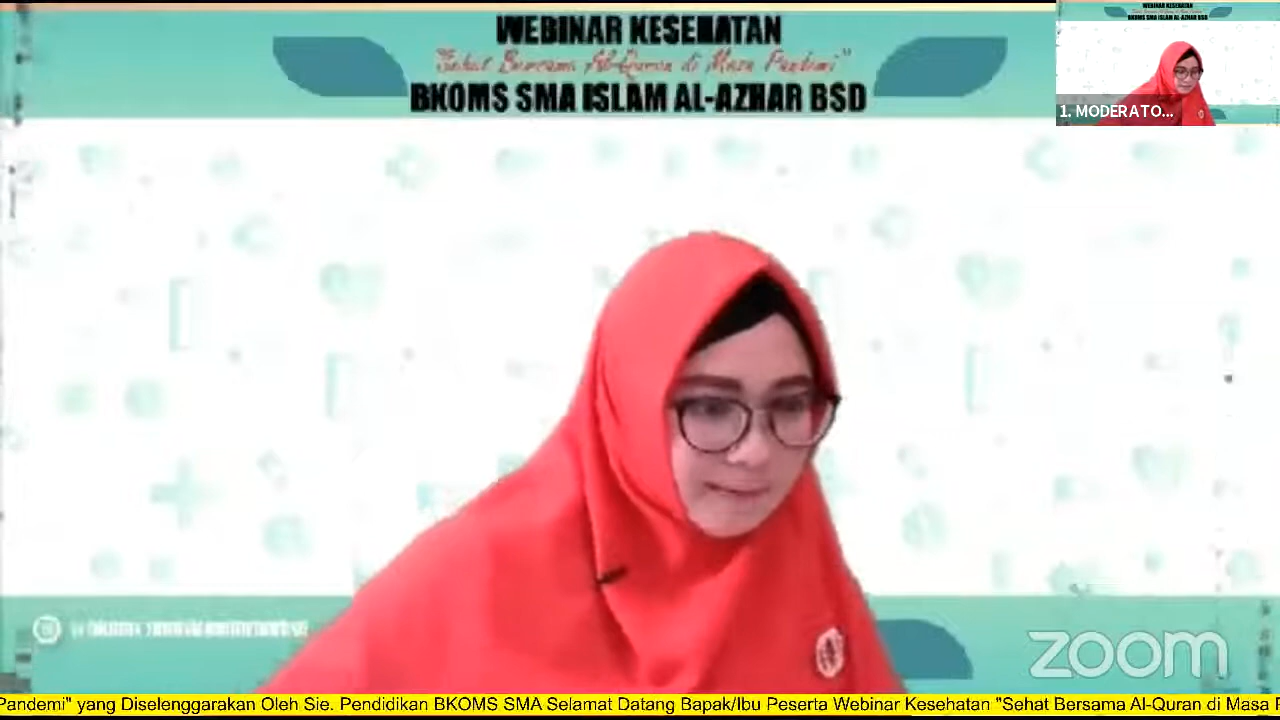 WEBINAR KESEHATAN
"Sehat Bersama Al-Quran di Masa Pandemi"
BKOMS SMA ISLAM AL-AZHAR BSD
WEBINAR KESEHATAN
BKOMS SMA ISLAM AL-AZHAR BSD
1. MODERATO...
zoom
Pandemi" yang Diselenggarakan Oleh Sie. Pendidikan BKOMS SMA Selamat Datang Bapak/Ibu Peserta Webinar Kesehatan "Sehat Bersama Al-Quran di Masa